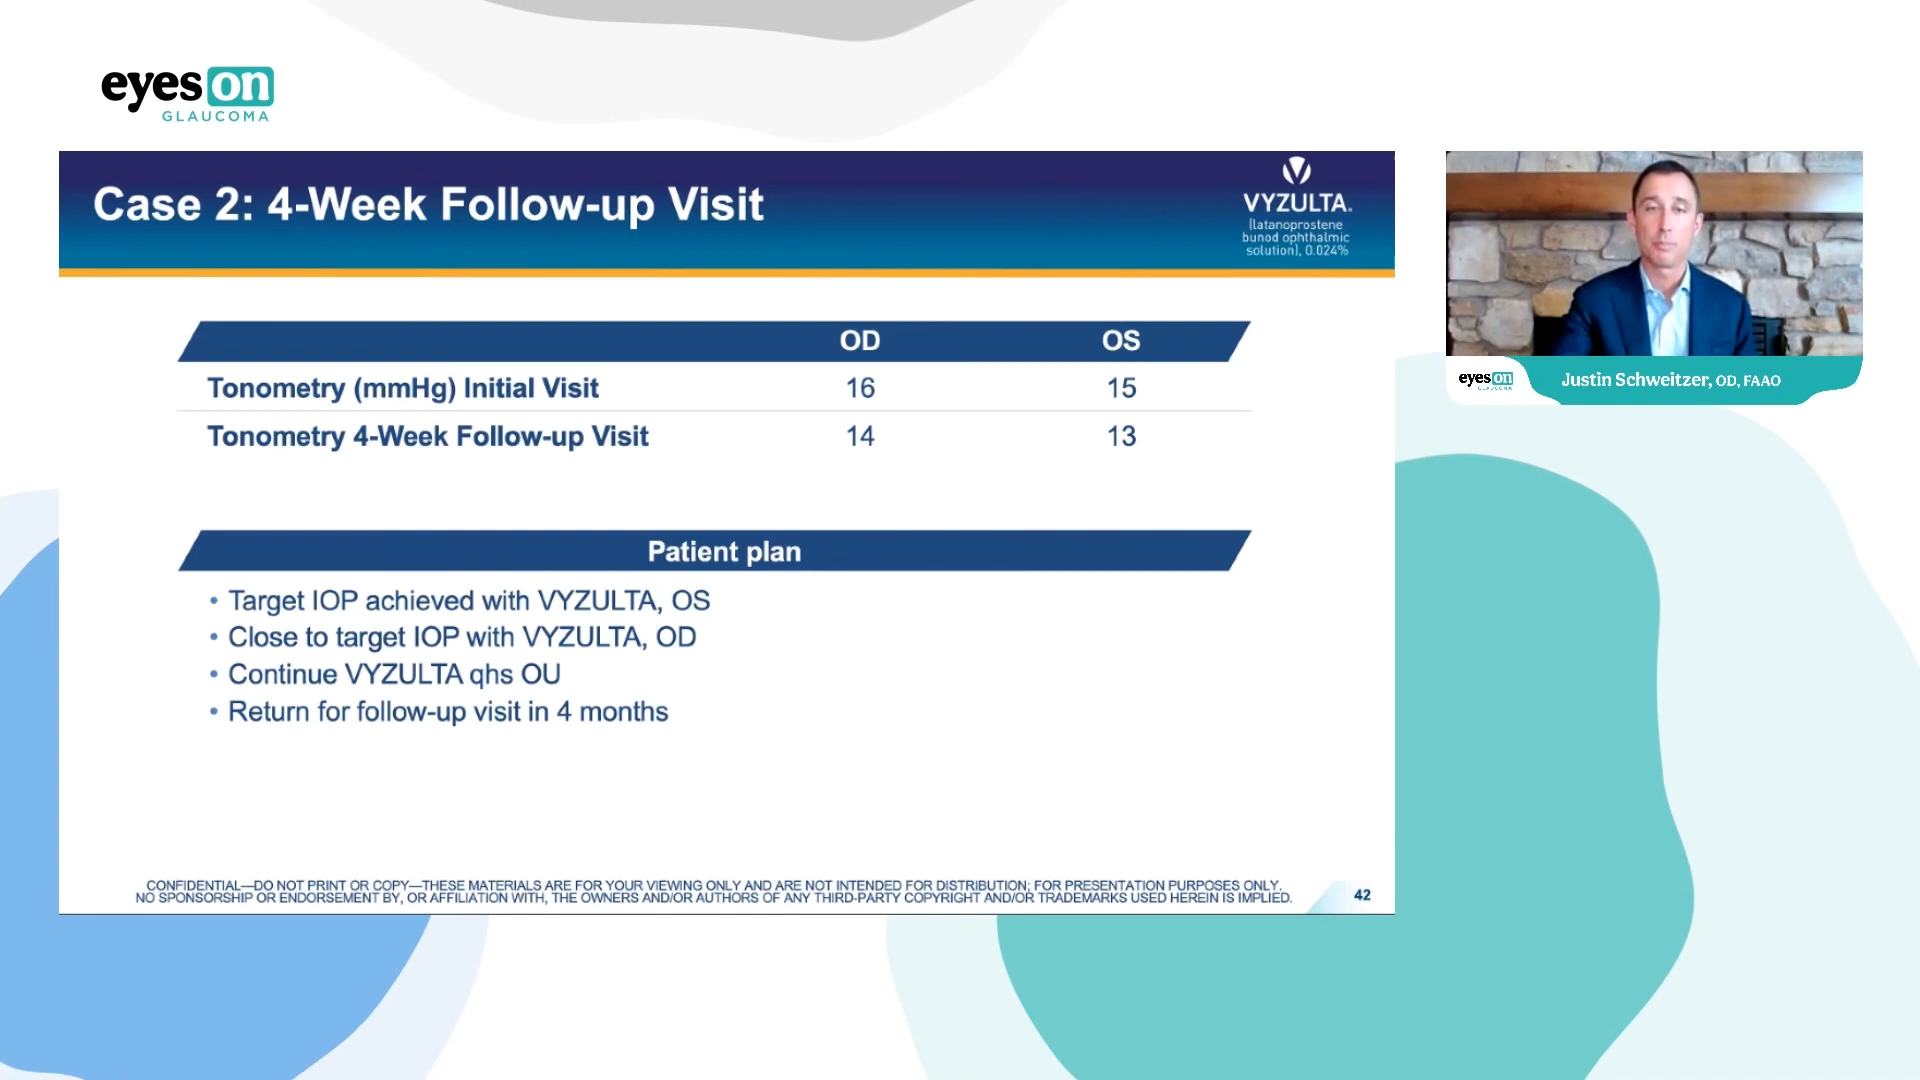 eyes on
GLAUCOMA
Case 2: 4-Week Follow-up Visit
VYZULTA.
(latanoprostene
bunod ophthalmic
solution), 0.024%
OD OS
Tonometry (mmHg) Initial Visit 16 15
Tonometry 4-Week Follow-up Visit 14 13
Patient plan
• Target IOP achieved with VYZULTA, OS
• Close to target IOP with VYZULTA, OD
• Continue VYZULTA qhs OU
• Return for follow-up visit in 4 months
CONFIDENTIAL—DO NOT PRINT OR COPY—THESE MATERIALS ARE FOR YOUR VIEWING ONLY AND ARE NOT INTENDED FOR DISTRIBUTION; FOR PRESENTATION PURPOSES ONLY.
NO SPONSORSHIP OR ENDORSEMENT BY, OR AFFILIATION WITH, THE OWNERS AND/OR AUTHORS OF ANY THIRD-PARTY COPYRIGHT AND/OR TRADEMARKS USED HEREIN IS IMPLIED.
42
eyes on
GLAUCOMA
Justin Schweitzer, OD, FAAO